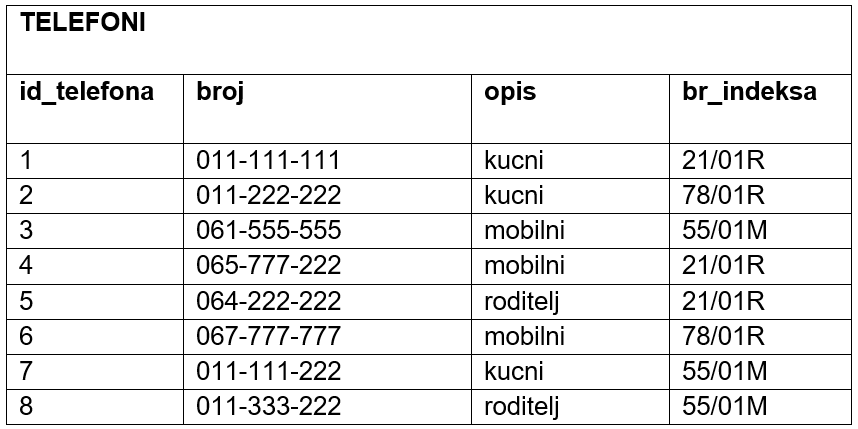 TELEFONI
id_telefona broj opis br_indeksa
1 011-111-111 kucni 21/01R
2 011-222-222 kucni 78/01R
3 061-555-555 mobilni 55/01M
4 065-777-222 mobilni 21/01R
5 064-222-222 roditelj 21/01R
6 067-777-777 mobilni 78/01R
7 011-111-222 kucni 55/01M
8 011-333-222 roditelj 55/01M